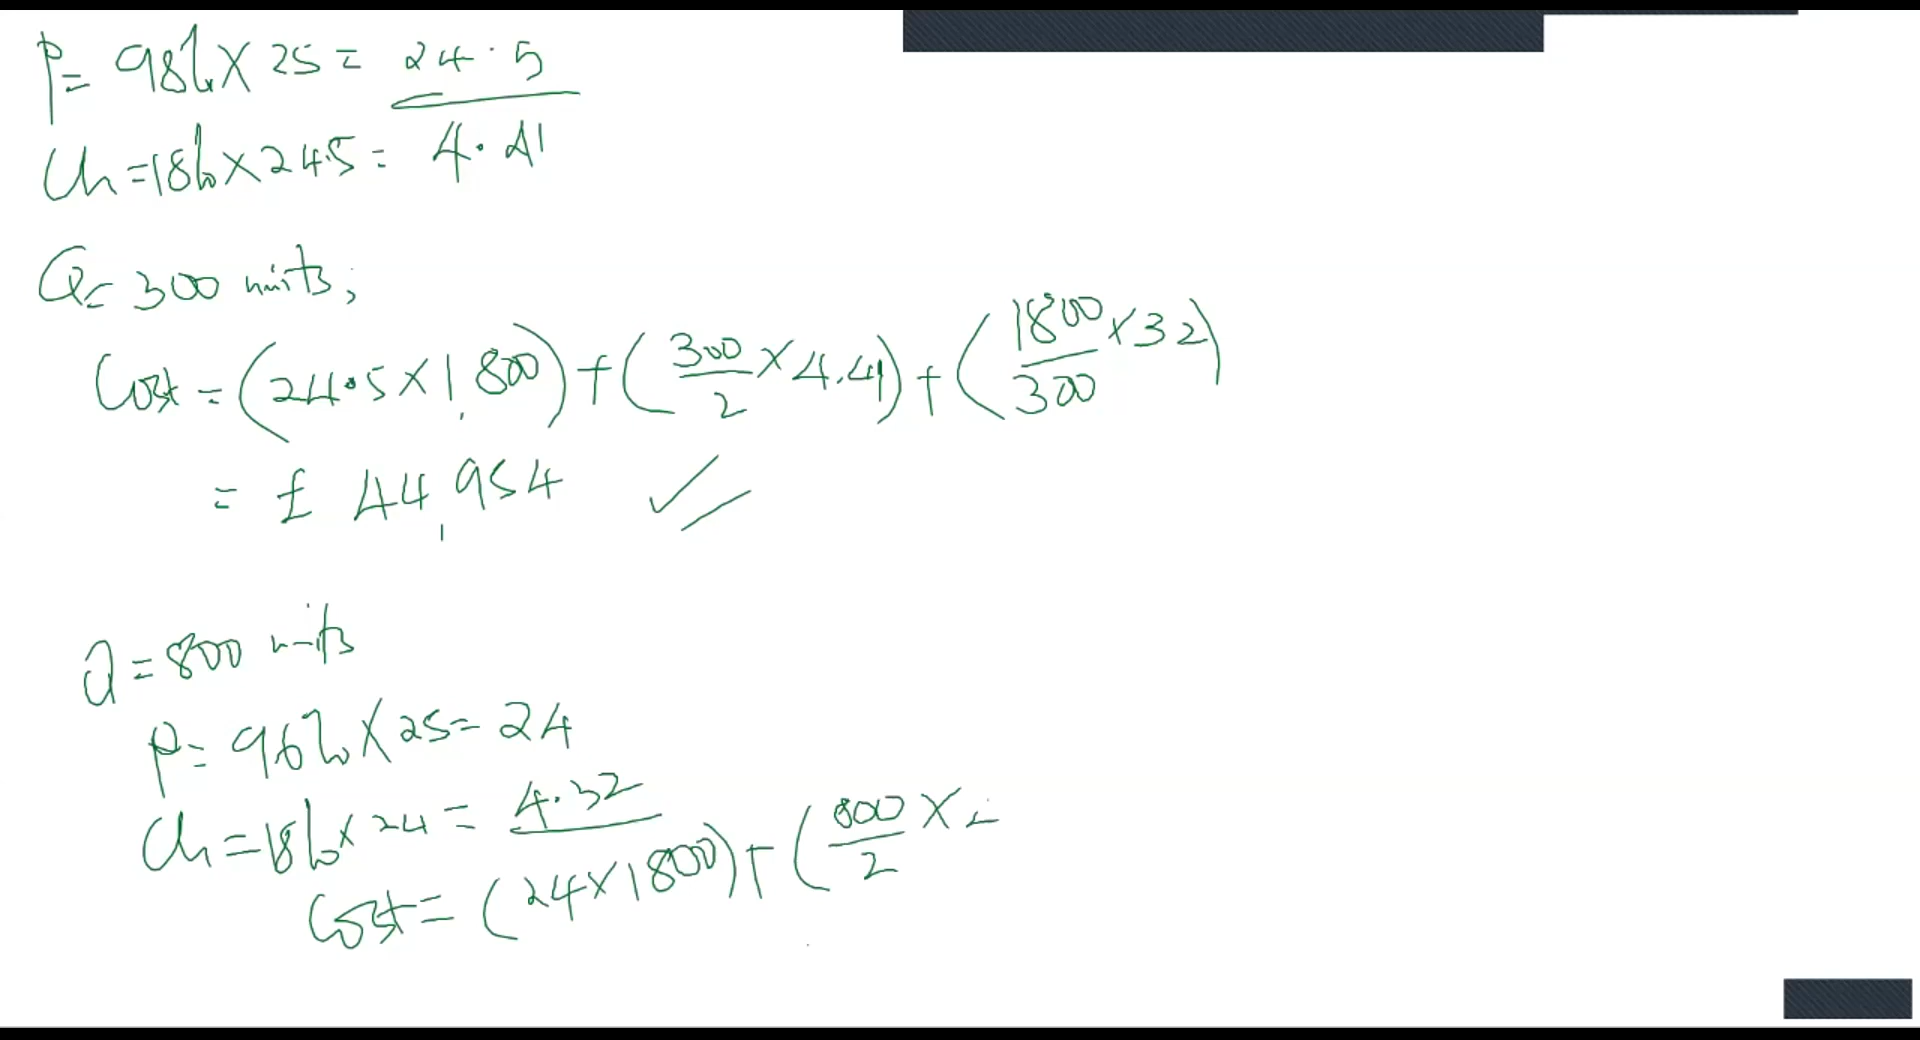 P= 98% X 25 = 24.5
Ch =18% X 24.5 = 4.41
Q= 300 units;
Cost = (24.5 X 1,800) + (300/2 X 4.41) + (1800/300 X 32)
= £ 44,954
Q = 800 units
P= 96% X 25 = 24
Ch =18% X 24 = 4.32
Cost = (24 X 1800) + (800/2 X